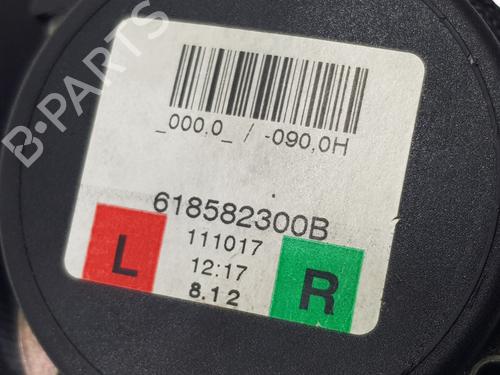 B-PARTS
_000,0_ / -090,0H
618582300B
111017
12:17
8.12
L
R